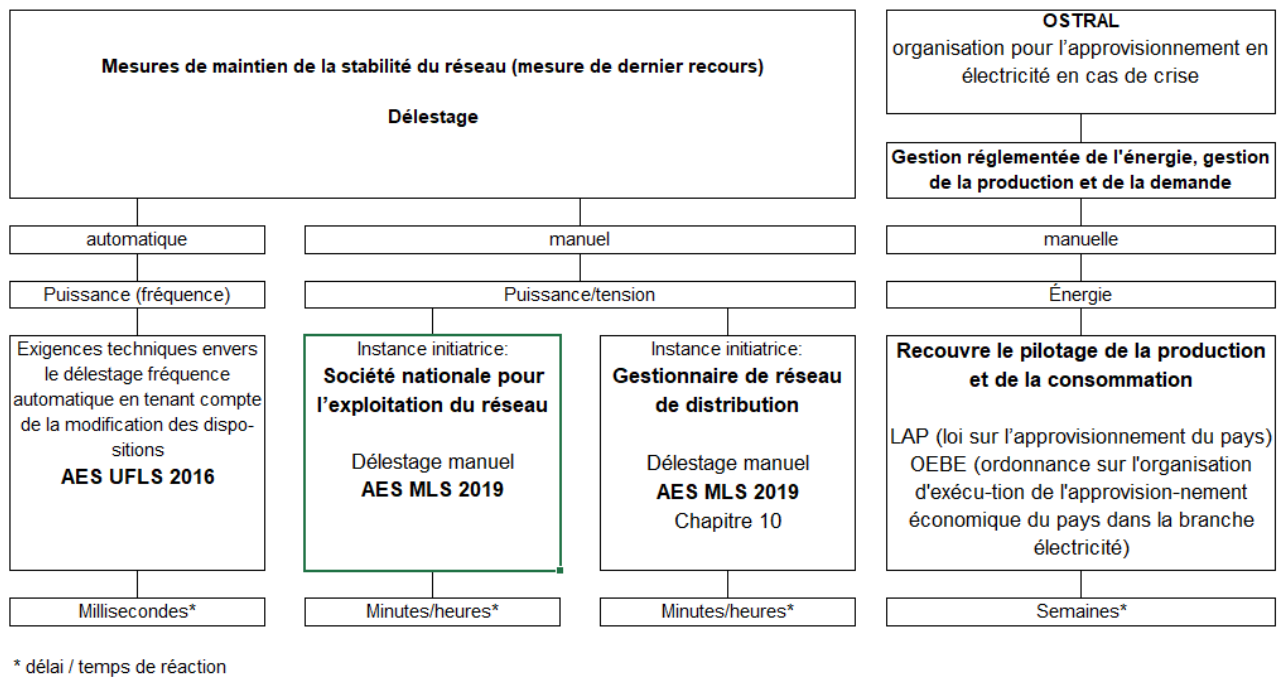 Mesures de maintien de la stabilité du réseau (mesure de dernier recours)
Délestage
OSTRAL
organisation pour l'approvisionnement en
électricité en cas de crise
Gestion réglementée de l'énergie, gestion
de la production et de la demande
automatique
manuel
manuelle
Puissance (fréquence)
Puissance/tension
Énergie
Exigences techniques envers
le délestage fréquence
automatique en tenant compte
de la modification des dispo-
sitions
AES UFLS 2016
Instance initiatrice:
Société nationale pour
l'exploitation du réseau
Délestage manuel
AES MLS 2019
Instance initiatrice:
Gestionnaire de réseau
de distribution
Délestage manuel
AES MLS 2019
Chapitre 10
Recouvre le pilotage de la production
et de la consommation
LAP (loi sur l'approvisionnement du pays)
OEBE (ordonnance sur l'organisation
d'exécu-tion de l'approvision-nement
économique du pays dans la branche
électricité)
Millisecondes*
Minutes/heures*
Minutes/heures*
Semaines*
* délai / temps de réaction